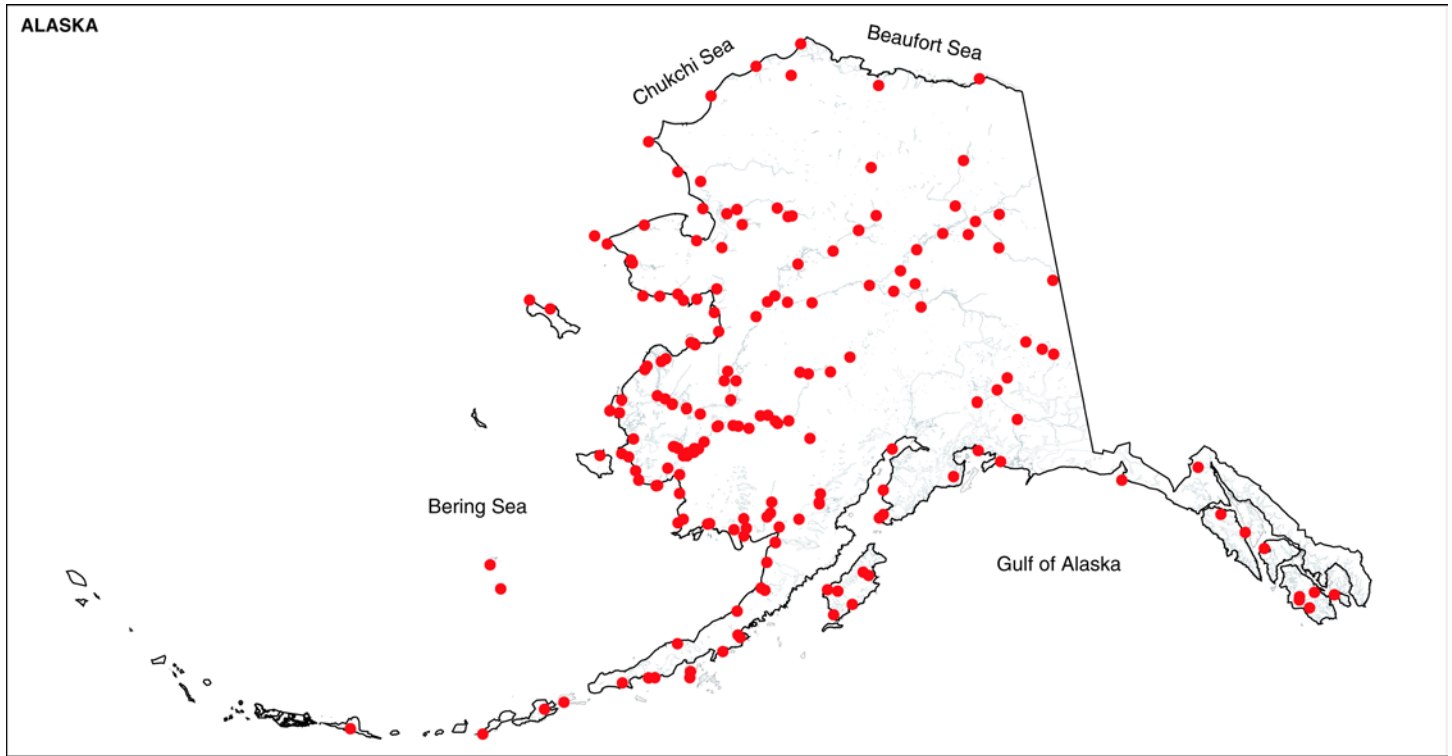 ALASKA
Chukchi Sea
Beaufort Sea
Bering Sea
Gulf of Alaska